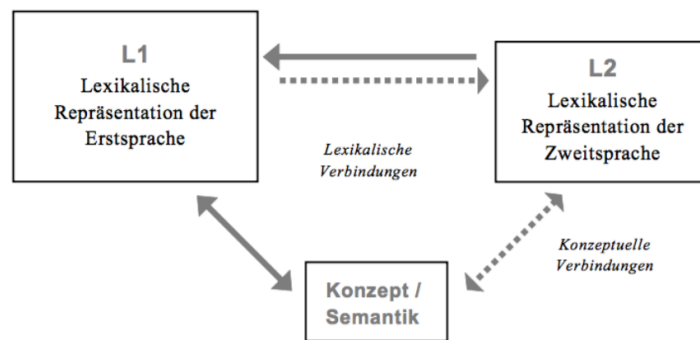 L1
Lexikalische
Repräsentation der
Erstsprache
L2
Lexikalische
Repräsentation der
Zweitsprache
Lexikalische
Verbindungen
Konzeptuelle
Verbindungen
Konzept /
Semantik